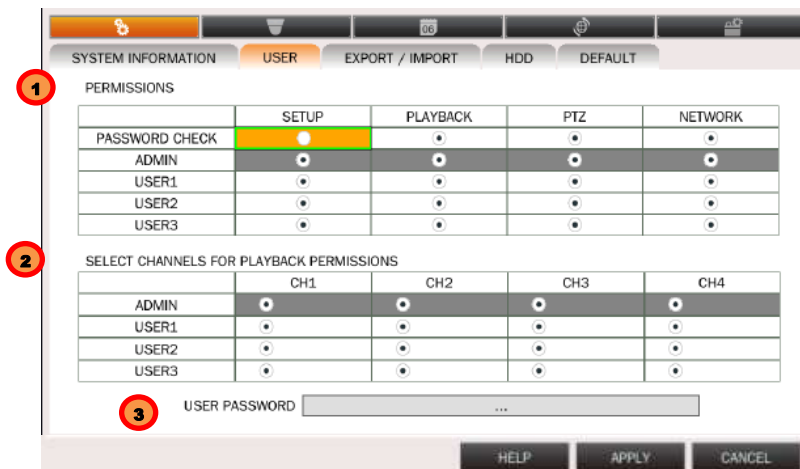 06
SYSTEM INFORMATION USER EXPORT / IMPORT HDD DEFAULT
1
PERMISSIONS
SETUP PLAYBACK PTZ NETWORK
PASSWORD CHECK
ADMIN
USER1
USER2
USER3
2
SELECT CHANNELS FOR PLAYBACK PERMISSIONS
CH1 CH2 CH3 CH4
ADMIN
USER1
USER2
USER3
3
USER PASSWORD ...
HELP APPLY CANCEL